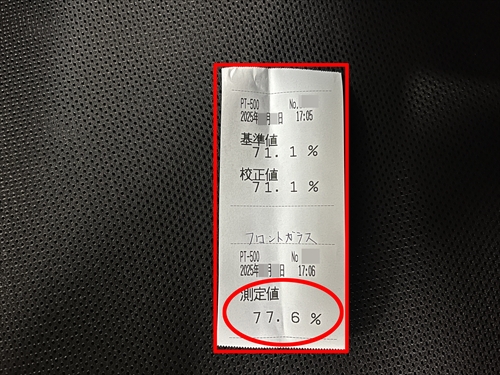 PT-500 No.
2025年 月 日 17:05
基準値
71.1 %
校正値
71.1 %
フロントガラス
PT-500 No
2025年 月 日 17:06
測定値
77.6 %